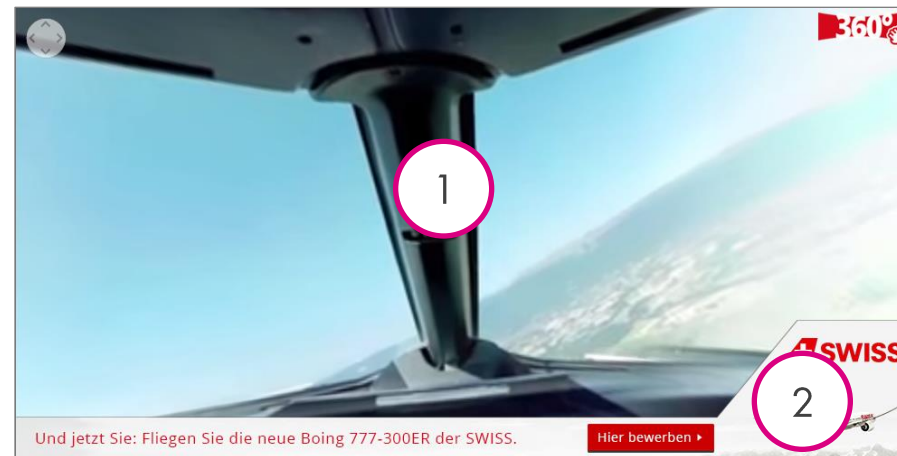 360°
1
SWISS
2
Und jetzt Sie: Fliegen Sie die neue Boing 777-300ER der SWISS.
Hier bewerben